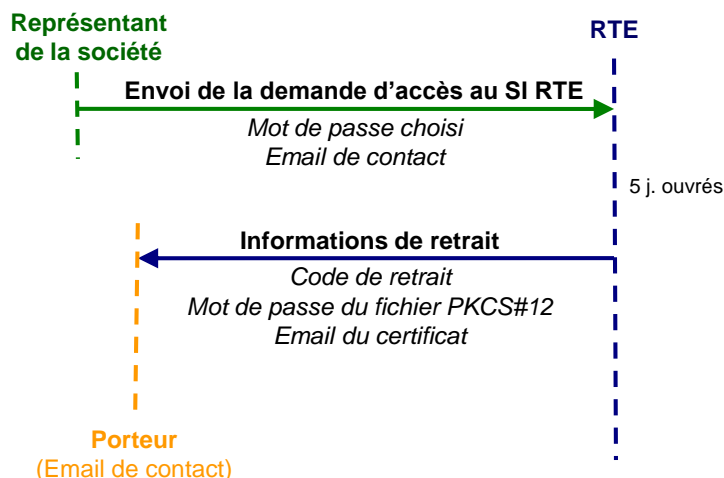 Représentant
de la société
RTE
Envoi de la demande d'accès au SI RTE
Mot de passe choisi
Email de contact
5 j. ouvrés
Informations de retrait
Code de retrait
Mot de passe du fichier PKCS#12
Email du certificat
Porteur
(Email de contact)